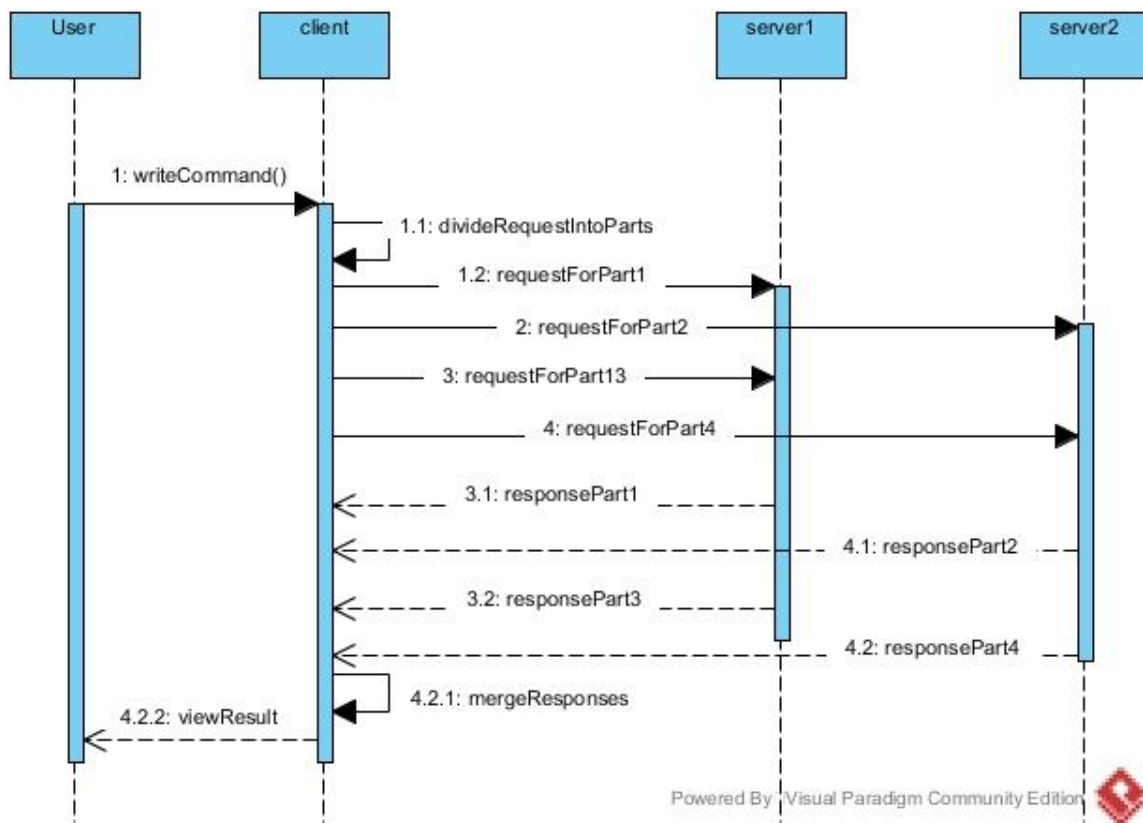 User
client
server1
server2
1: writeCommand()
1.1: divideRequestIntoParts
1.2: requestForPart1
2: requestForPart2
3: requestForPart13
4: requestForPart4
3.1: responsePart1
4.1: responsePart2
3.2: responsePart3
4.2: responsePart4
4.2.1: mergeResponses
4.2.2: viewResult
Powered By Visual Paradigm Community Edition